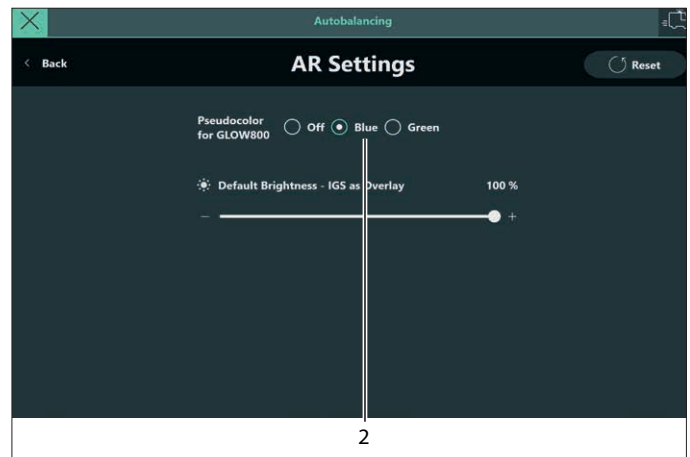 Autobalancing
Back
AR Settings
Reset
Pseudocolor
for GLOW800
Off Blue Green
Default Brightness - IGS as Overlay 100 %
2